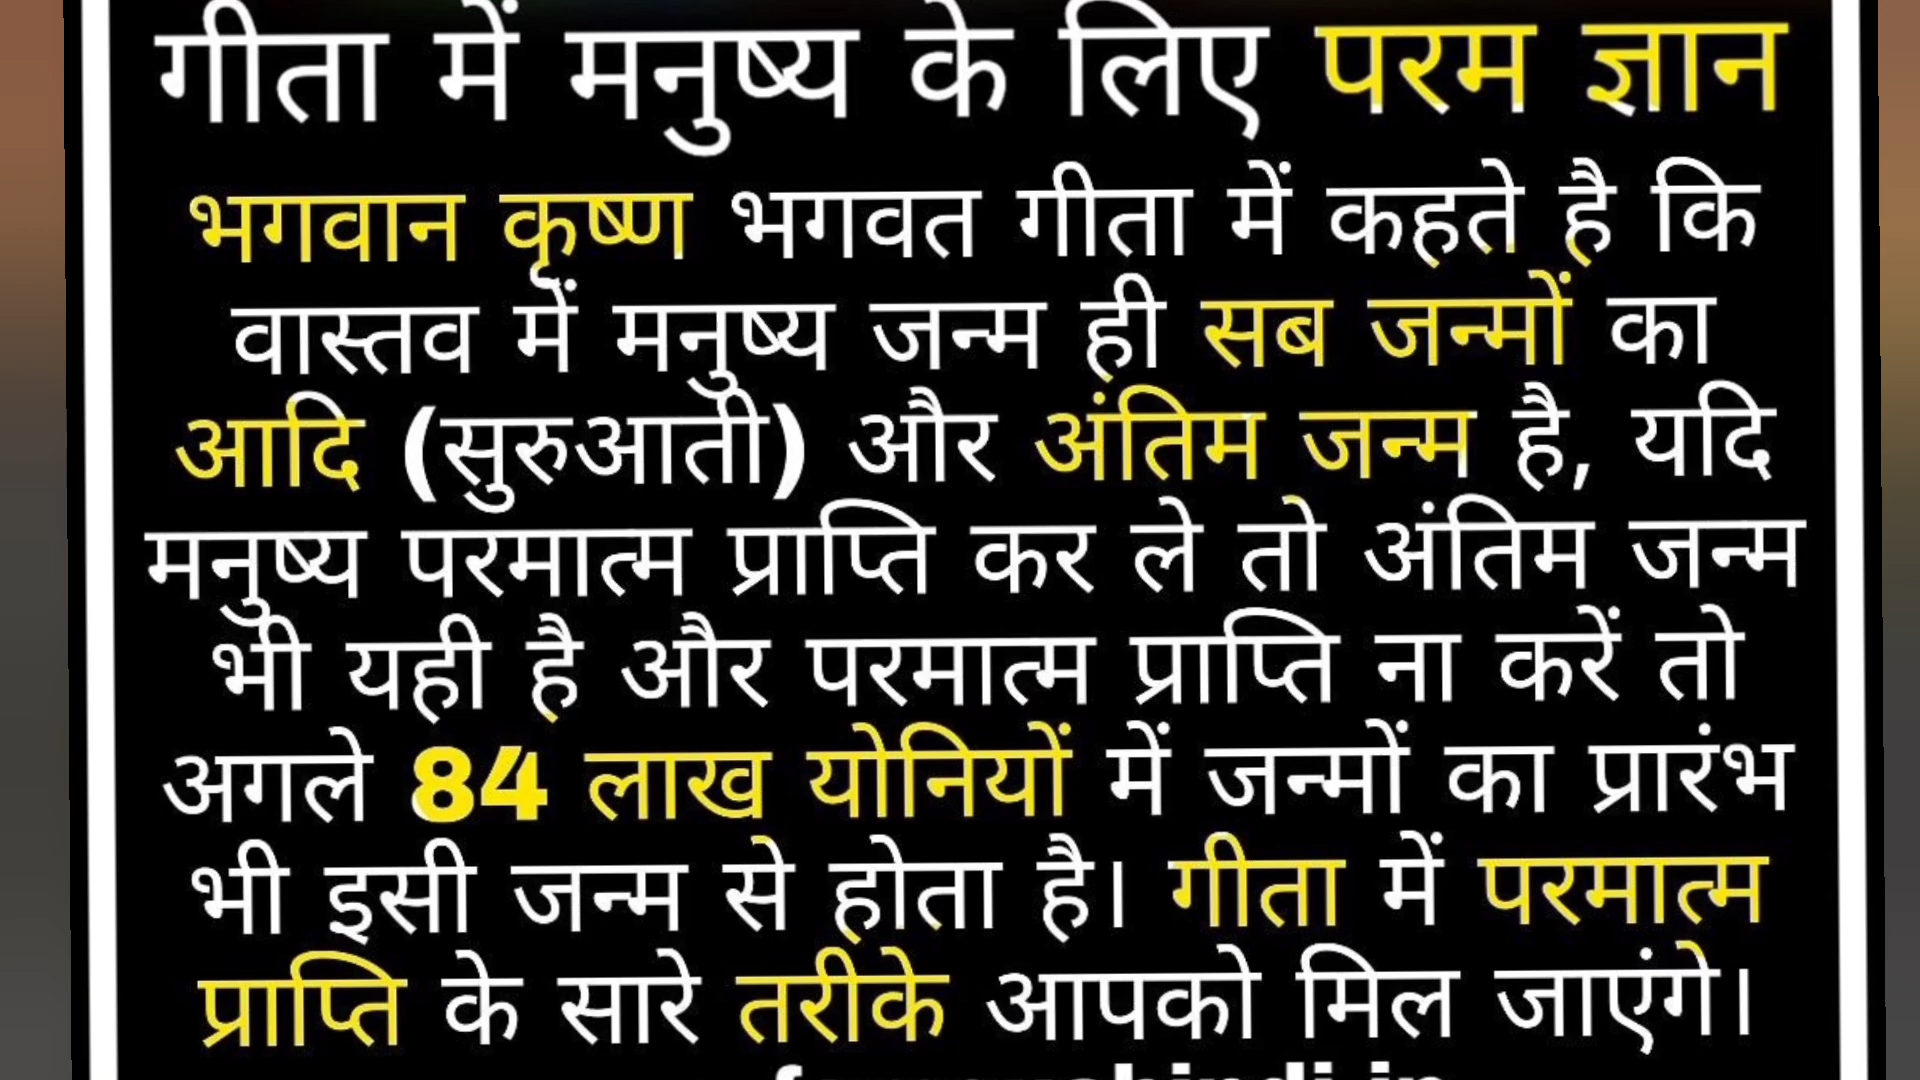 गीता में मनुष्य के लिए परम ज्ञान
भगवान कृष्ण भगवत गीता में कहते है कि
वास्तव में मनुष्य जन्म ही सब जन्मों का
आदि (सुरुआती) और अंतिम जन्म है, यदि
मनुष्य परमात्म प्राप्ति कर ले तो अंतिम जन्म
भी यही है और परमात्म प्राप्ति ना करें तो
अगले 84 लाख योनियों में जन्मों का प्रारंभ
भी इसी जन्म से होता है। गीता में परमात्म
प्राप्ति के सारे तरीके आपको मिल जाएंगे।